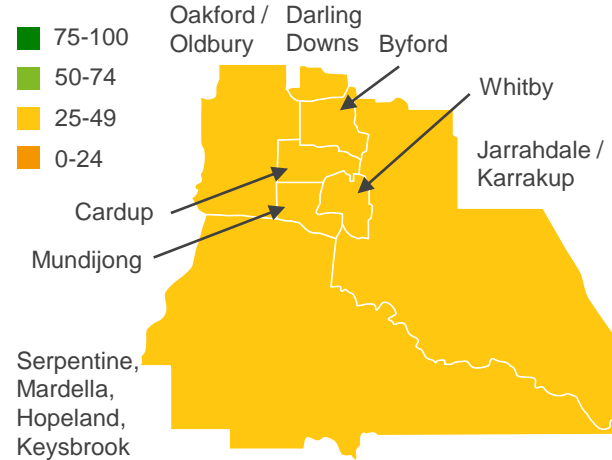 75-100
50-74
25-49
0-24
Oakford /
Oldbury
Darling
Downs
Byford
Whitby
Jarrahdale /
Karrakup
Cardup
Mundijong
Serpentine,
Mardella,
Hopeland,
Keysbrook